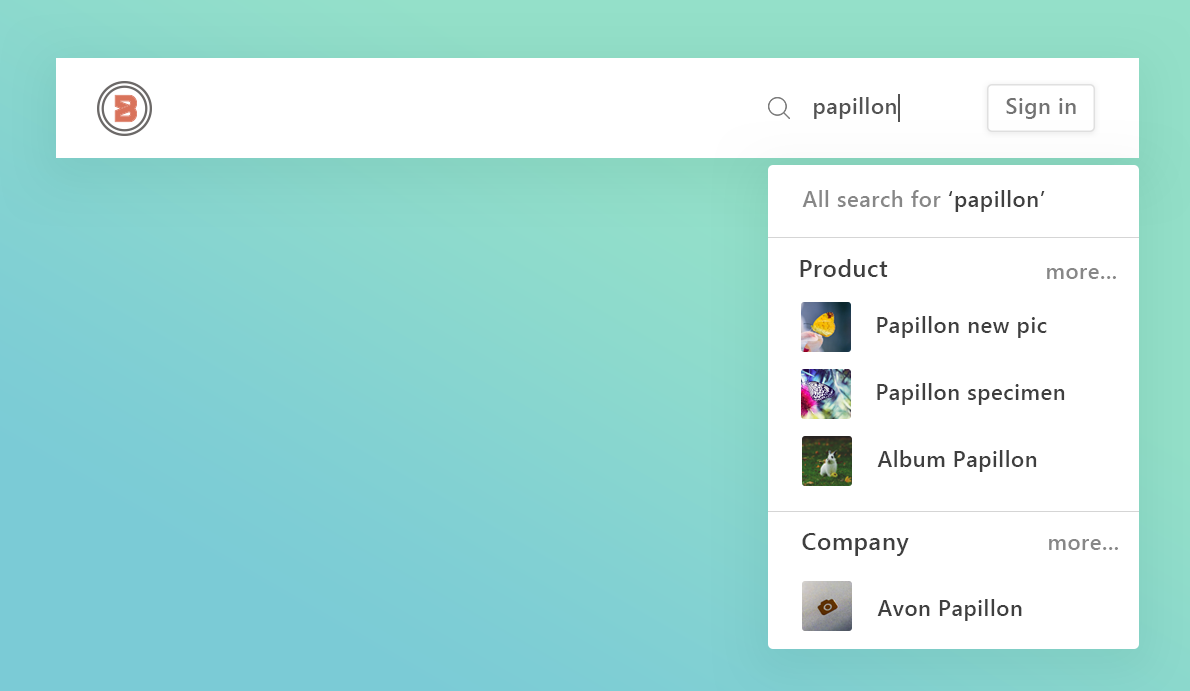 B
papillon
Sign in
All search for ‘papillon’
Product
more...
Papillon new pic
Papillon specimen
Album Papillon
Company
more...
Avon Papillon